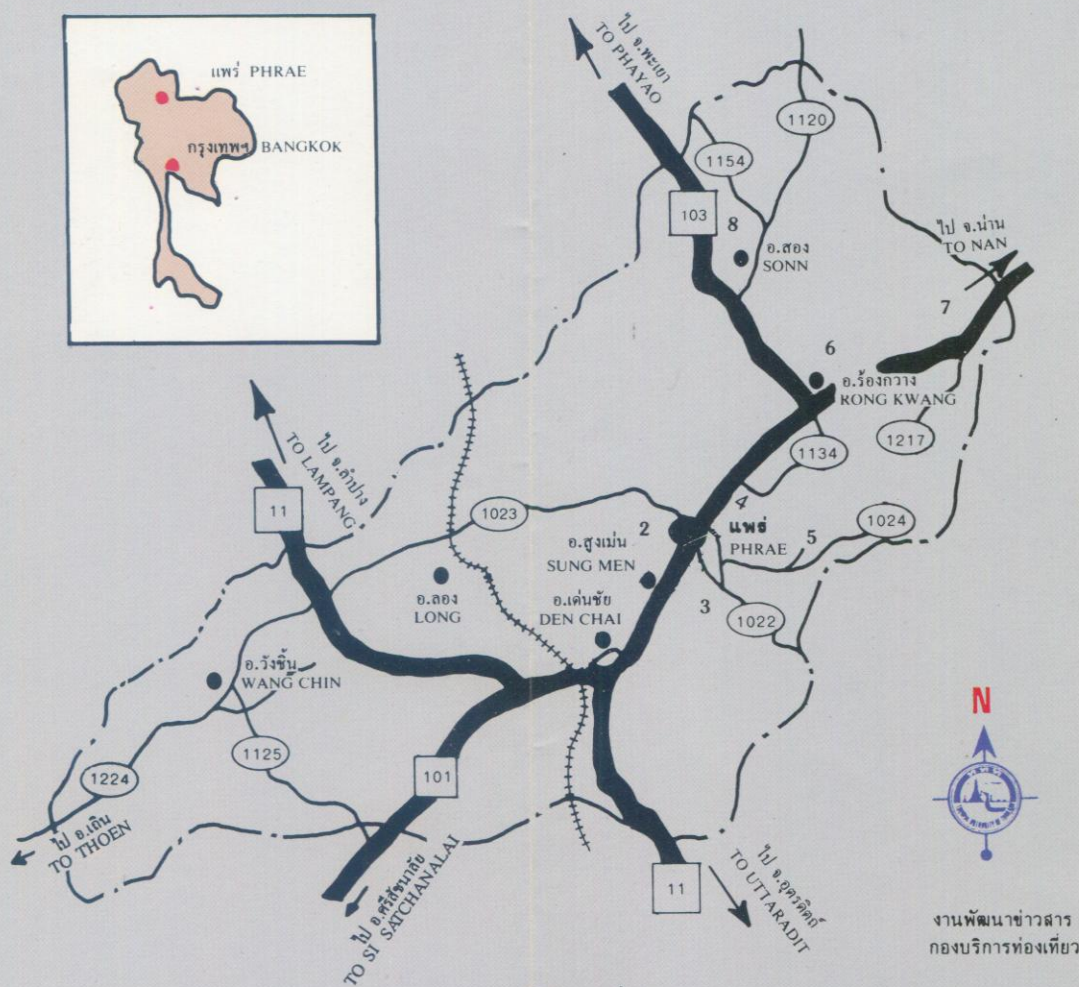 แพร่ PHRAE
กรุงเทพฯ BANGKOK
ไป จ.พะเยา
TO PHAYAO
1120
1154
103
8
อ.สอง
SONN
ไป จ.น่าน
TO NAN
7
6
อ.ร้องกวาง
RONG KWANG
1217
1134
ไป จ.ลำปาง
TO LAMPANG
11
1023
4
2
แพร่
PHRAE
5
1024
อ.สูงเม่น
SUNG MEN
3
1022
อ.ลอง
LONG
อ.เด่นชัย
DEN CHAI
อ.วังชิ้น
WANG CHIN
1125
1224
101
ไป อ.เถิน
TO THOEN
ไป อ.ศรีสัชนาลัย
TO SI SATCHANALAI
11
ไป จ.อุตรดิตถ์
TO UTTARADIT
N
งานพัฒนาข่าวสาร
กองบริการท่องเที่ยว